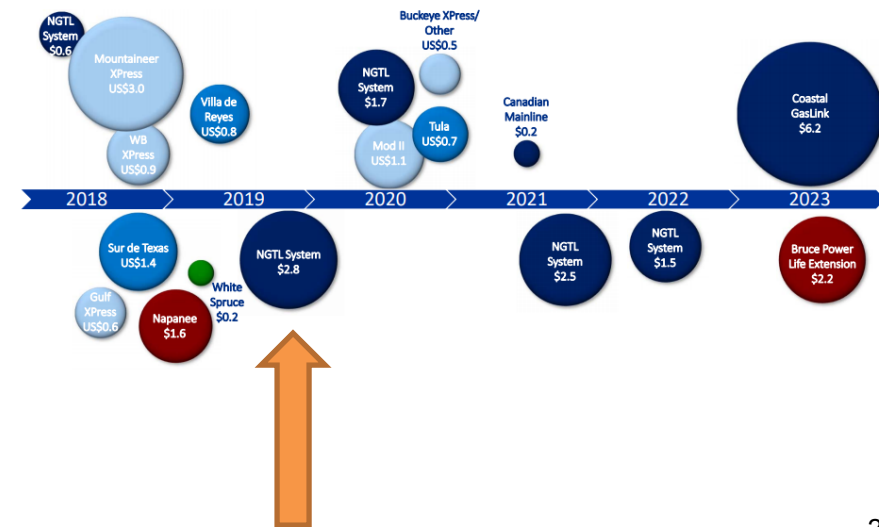 NGTL
System
$0.6
Mountaineer
XPress
US$3.0
WB
XPress
US$0.9
Villa de
Reyes
US$0.8
NGTL
System
$1.7
Buckeye XPress/
Other
US$0.5
Mod II
US$1.1
Tula
US$0.7
Canadian
Mainline
$0.2
Coastal
GasLink
$6.2
2018
2019
2020
2021
2022
2023
Sur de Texas
US$1.4
Gulf
XPress
US$0.6
Napanee
$1.6
White
Spruce
$0.2
NGTL System
$2.8
NGTL
System
$2.5
NGTL
System
$1.5
Bruce Power
Life Extension
$2.2